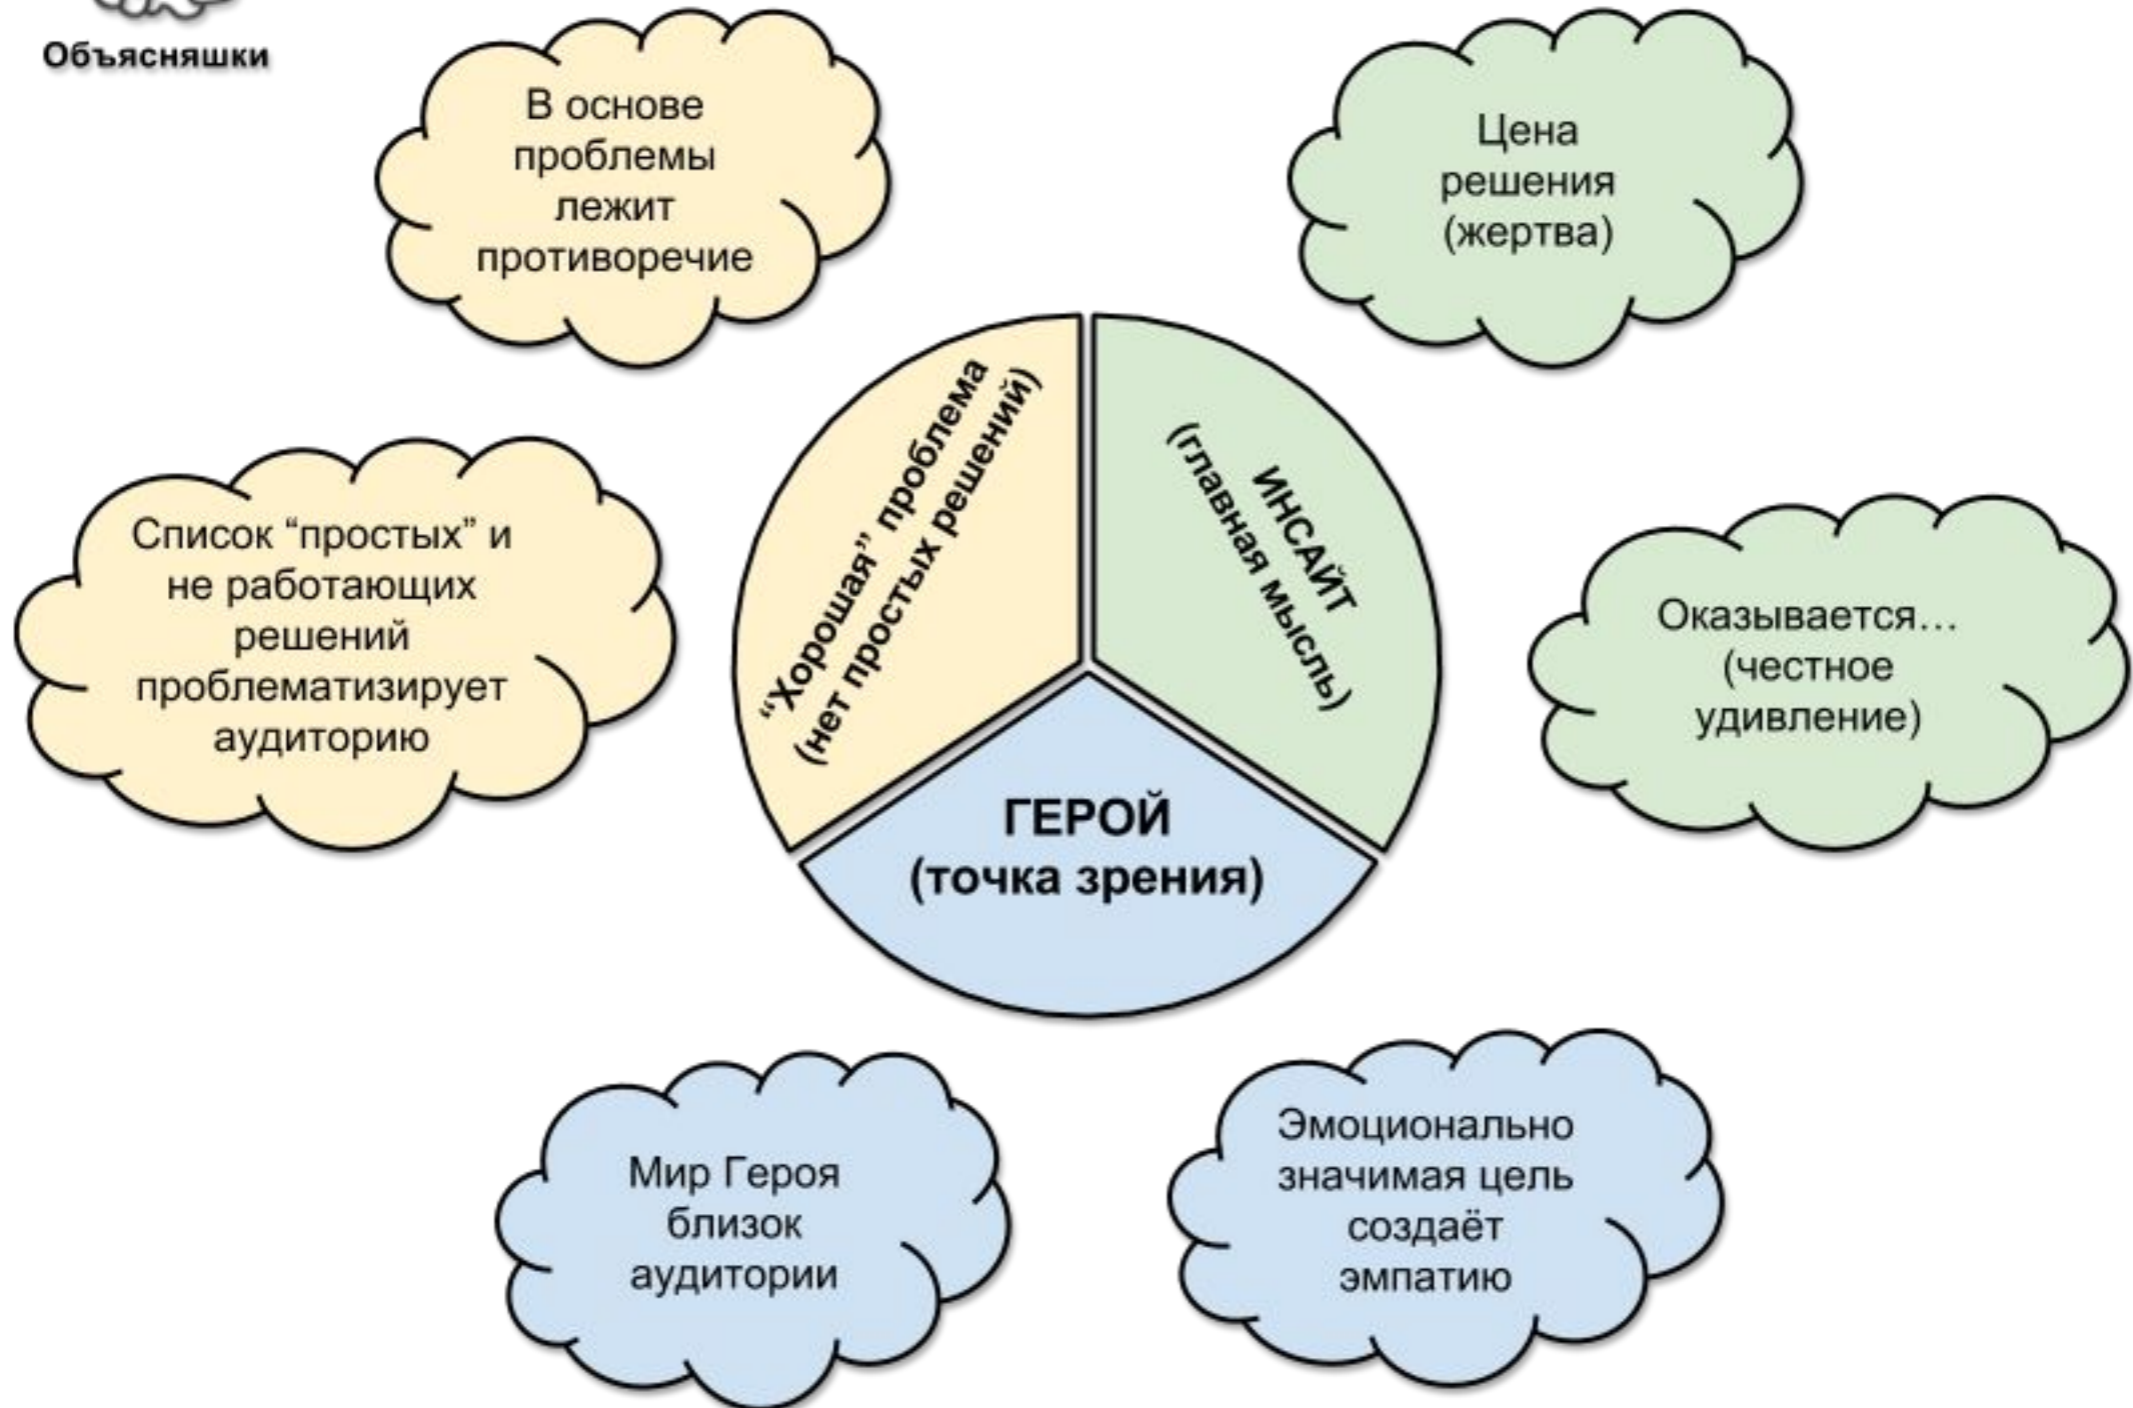 Объясняшки
В основе
проблемы
лежит
противоречие
Цена
решения
(жертва)
Список “простых” и
не работающих
решений
проблематизирует
аудиторию
“Хорошая” проблема
(нет простых решений)
ИНСАЙТ
(главная мысль)
Оказывается...
(честное
удивление)
ГЕРОЙ
(точка зрения)
Мир Героя
близок
аудитории
Эмоционально
значимая цель
создаёт
эмпатию